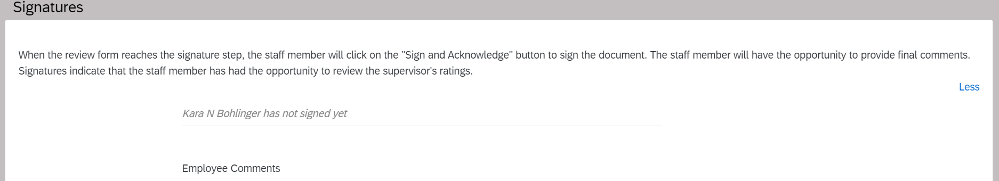 Signatures
When the review form reaches the signature step, the staff member will click on the "Sign and Acknowledge" button to sign the document. The staff member will have the opportunity to provide final comments.
Signatures indicate that the staff member has had the opportunity to review the supervisor's ratings.
Less
Kara N Bohlinger has not signed yet
Employee Comments